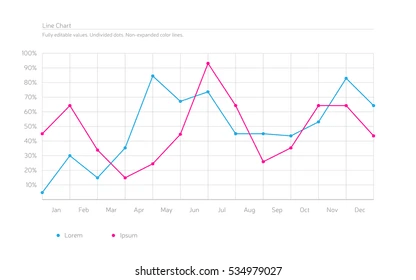 Line Chart
Fully editable values. Undivided dots. Non-expanded color lines.
100%
90%
80%
70%
60%
50%
40%
30%
20%
10%
Jan Feb Mar Apr May Jun Jul Aug Sep Oct Nov Dec
Lorem Ipsum
shutterstock.com · 534979027